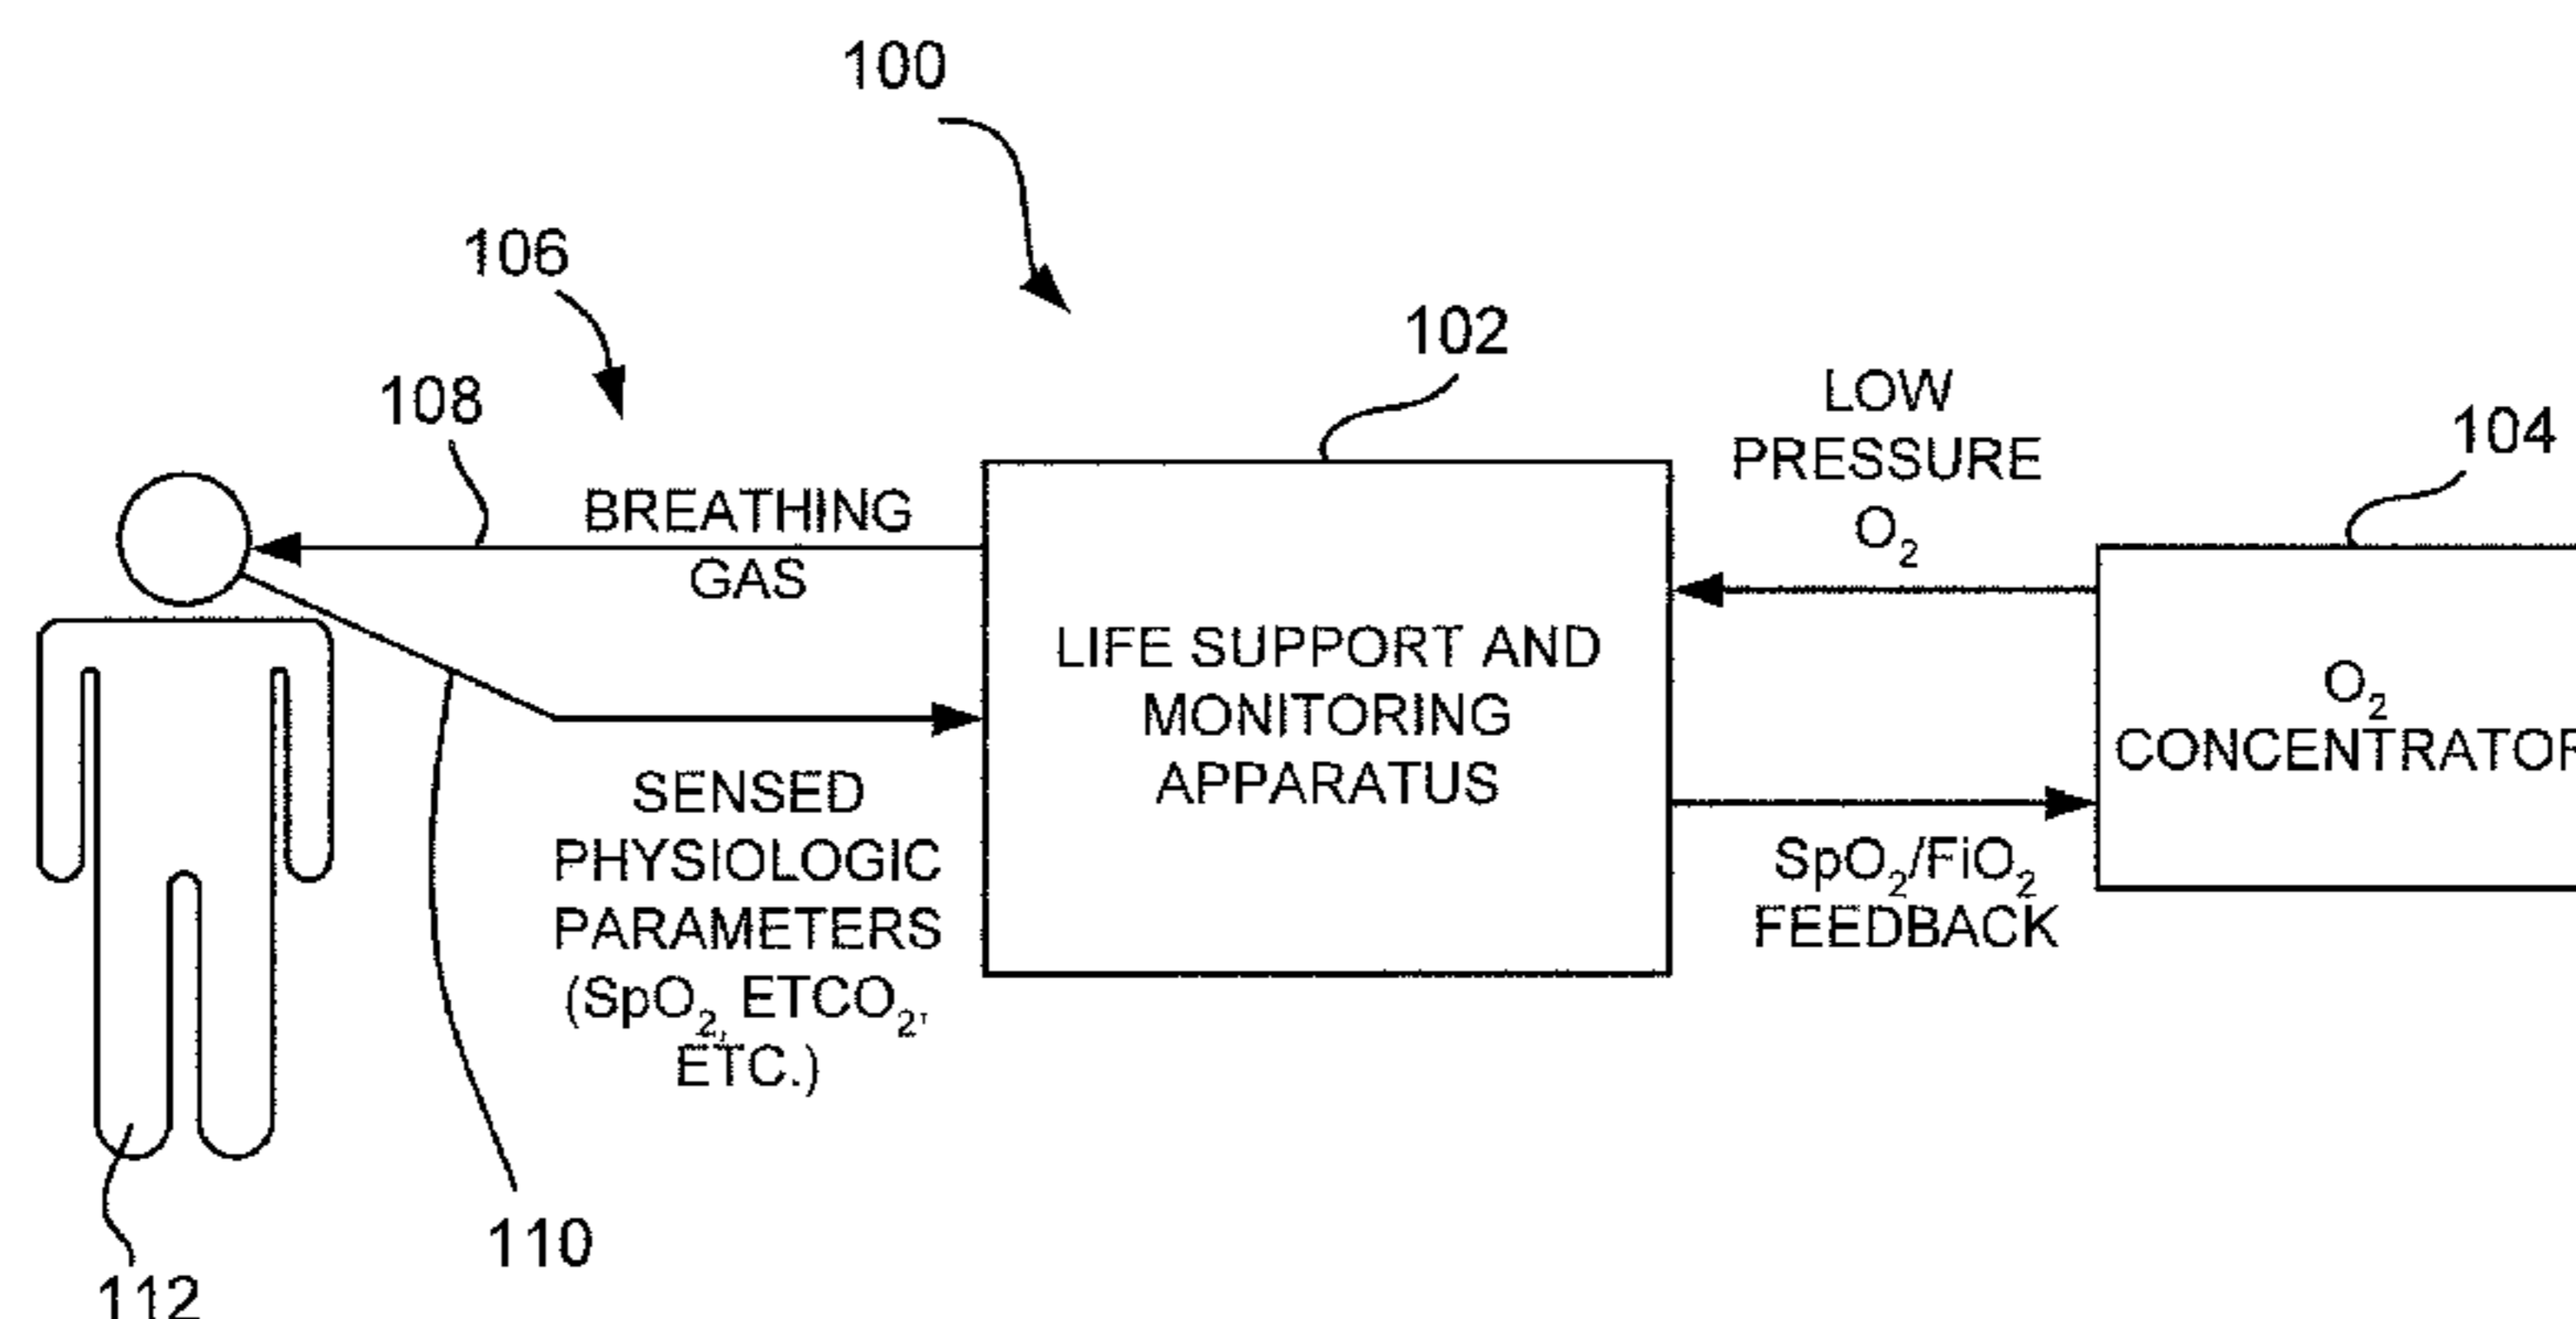 100
106
102
108
LOW
PRESSURE
O₂
104
BREATHING
GAS
LIFE SUPPORT AND
MONITORING
APPARATUS
O₂
CONCENTRATOR
SENSED
PHYSIOLOGIC
PARAMETERS
(SpO₂, ETCO₂,
ETC.)
SpO₂/FiO₂
FEEDBACK
110
112